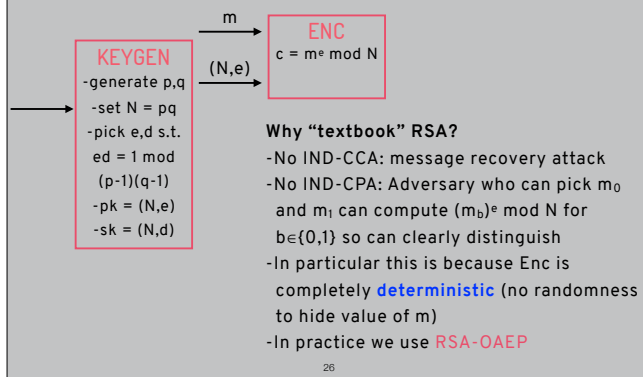 m
ENC
c = mᵉ mod N
KEYGEN
(N,e)
-generate p,q
-set N = pq
-pick e,d s.t.
ed = 1 mod
(p-1)(q-1)
-pk = (N,e)
-sk = (N,d)
Why “textbook” RSA?
-No IND-CCA: message recovery attack
-No IND-CPA: Adversary who can pick m₀
and m₁ can compute (m_b)ᵉ mod N for
b∈{0,1} so can clearly distinguish
-In particular this is because Enc is
completely deterministic (no randomness
to hide value of m)
-In practice we use RSA-OAEP
26